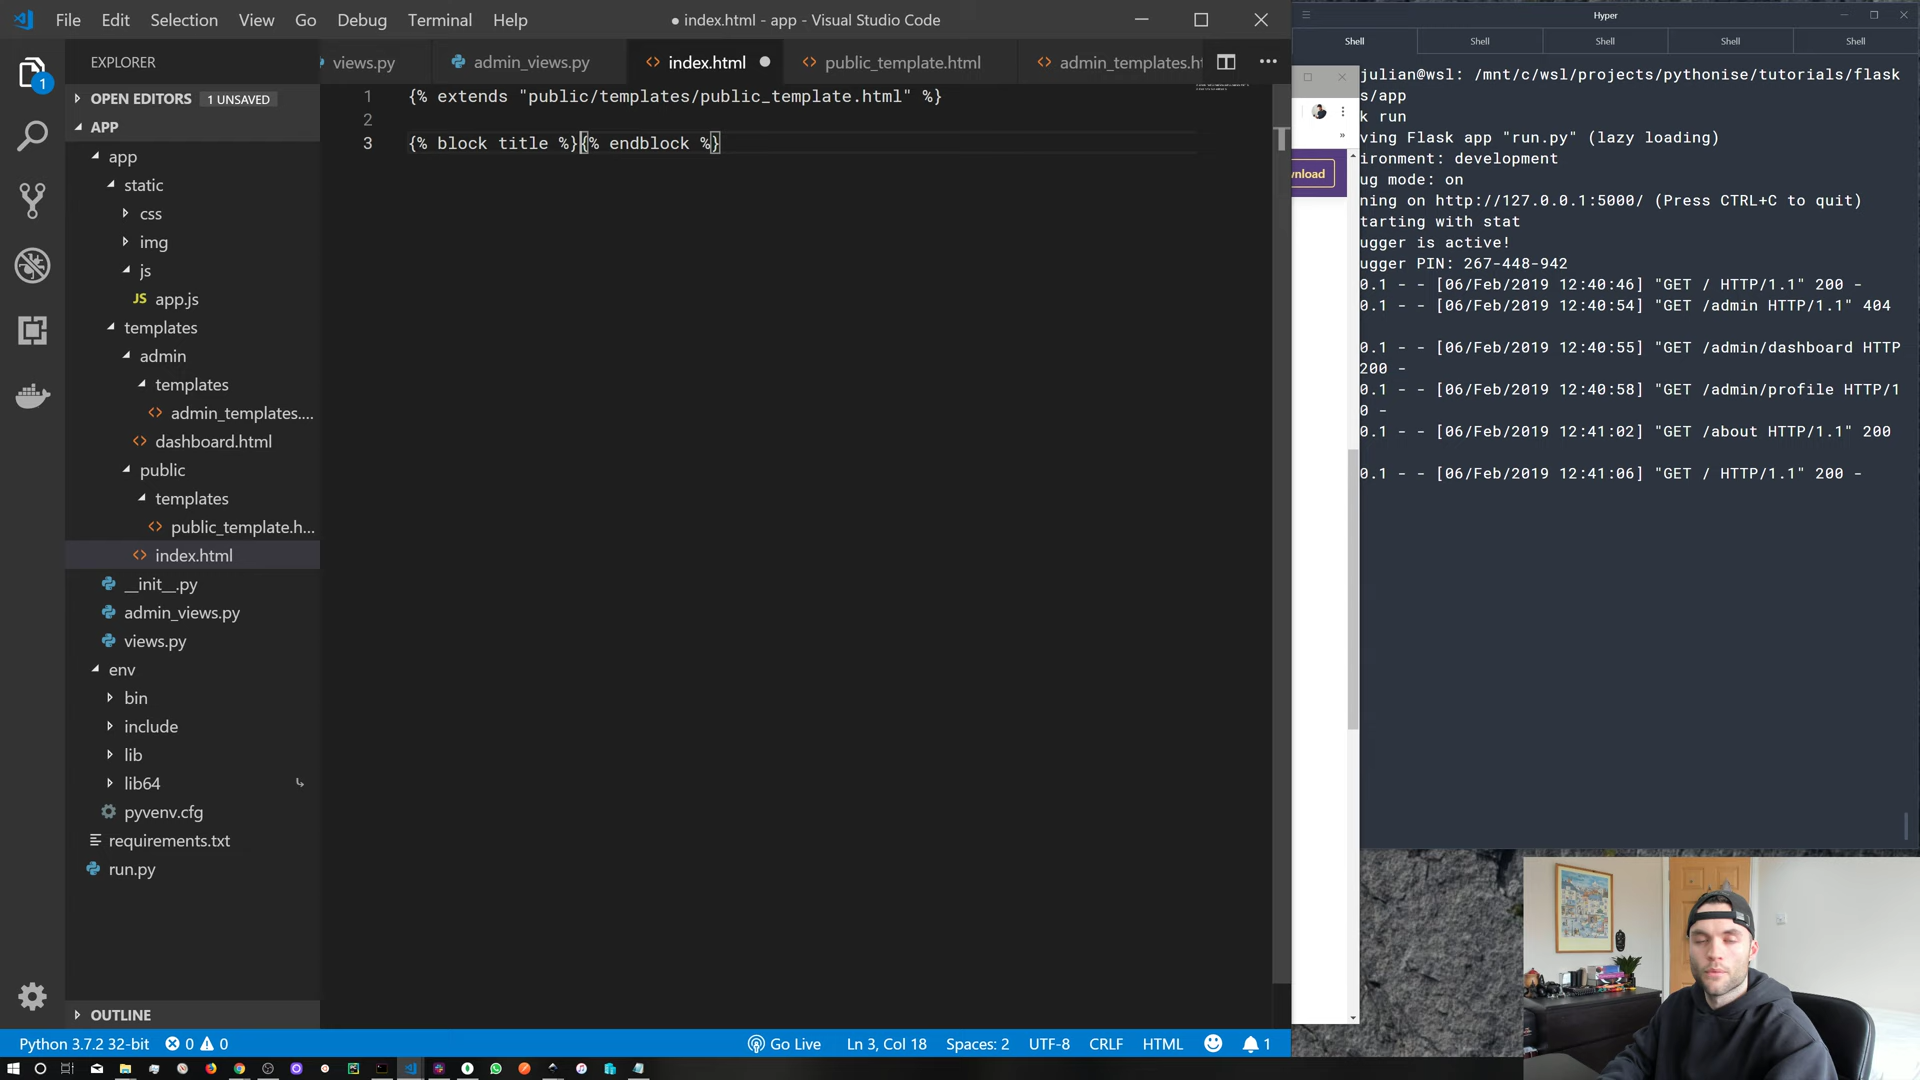 File Edit Selection View Go Debug Terminal Help
● index.html - app - Visual Studio Code
EXPLORER
OPEN EDITORS 1 UNSAVED
APP
app
static
css
img
js
JS app.js
templates
admin
templates
admin_templates....
dashboard.html
public
templates
public_template.h...
index.html
__init__.py
admin_views.py
views.py
env
bin
include
lib
lib64
pyvenv.cfg
requirements.txt
run.py
OUTLINE
1
views.py admin_views.py index.html public_template.html admin_templates.ht
1 {% extends "public/templates/public_template.html" %}
2
3 {% block title %}{% endblock %}
Python 3.7.2 32-bit 0 0 Go Live Ln 3, Col 18 Spaces: 2 UTF-8 CRLF HTML 1
nload
Hyper
Shell Shell Shell Shell Shell
julian@wsl: /mnt/c/wsl/projects/pythonise/tutorials/flask
s/app
k run
ving Flask app "run.py" (lazy loading)
ironment: development
ug mode: on
ning on http://127.0.0.1:5000/ (Press CTRL+C to quit)
tarting with stat
ugger is active!
ugger PIN: 267-448-942
0.1 - - [06/Feb/2019 12:40:46] "GET / HTTP/1.1" 200 -
0.1 - - [06/Feb/2019 12:40:54] "GET /admin HTTP/1.1" 404
0.1 - - [06/Feb/2019 12:40:55] "GET /admin/dashboard HTTP
200 -
0.1 - - [06/Feb/2019 12:40:58] "GET /admin/profile HTTP/1
0 -
0.1 - - [06/Feb/2019 12:41:02] "GET /about HTTP/1.1" 200
0.1 - - [06/Feb/2019 12:41:06] "GET / HTTP/1.1" 200 -